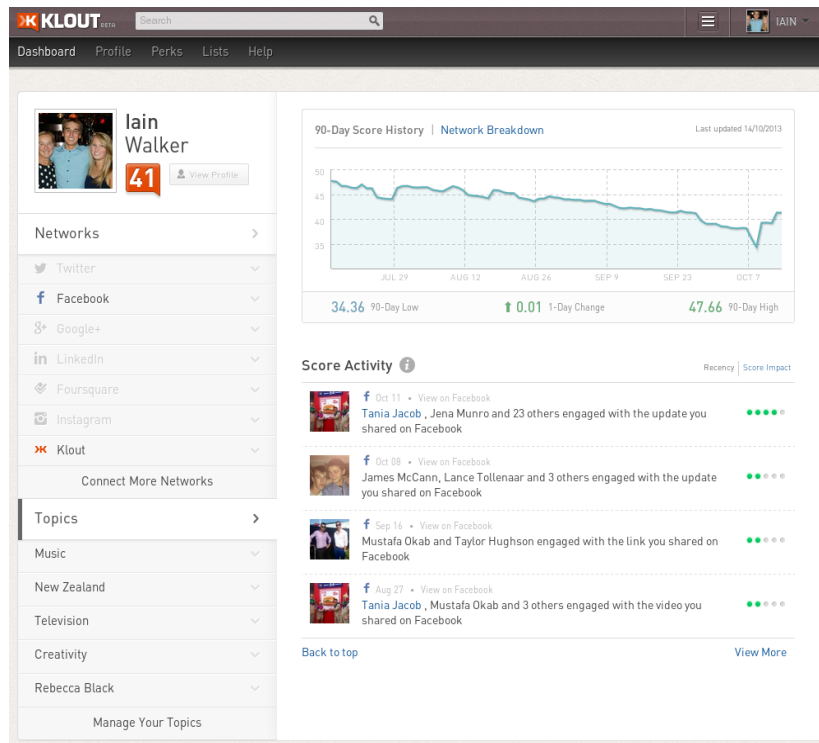 KLOUT BETA
Search
IAIN
Dashboard Profile Perks Lists Help
Iain
Walker
41
View Profile
Networks
Twitter
Facebook
Google+
LinkedIn
Foursquare
Instagram
Klout
Connect More Networks
Topics
Music
New Zealand
Television
Creativity
Rebecca Black
Manage Your Topics
90-Day Score History | Network Breakdown
Last updated 14/10/2013
50
45
40
35
JUL 29 AUG 12 AUG 26 SEP 9 SEP 23 OCT 7
34.36 90-Day Low
0.01 1-Day Change
47.66 90-Day High
Score Activity
Recency | Score Impact
Oct 11 • View on Facebook
Tania Jacob , Jena Munro and 23 others engaged with the update you
shared on Facebook
Oct 08 • View on Facebook
James McCann, Lance Tollenaar and 3 others engaged with the update
you shared on Facebook
Sep 16 • View on Facebook
Mustafa Okab and Taylor Hughson engaged with the link you shared on
Facebook
Aug 27 • View on Facebook
Tania Jacob , Mustafa Okab and 3 others engaged with the video you
shared on Facebook
Back to top
View More